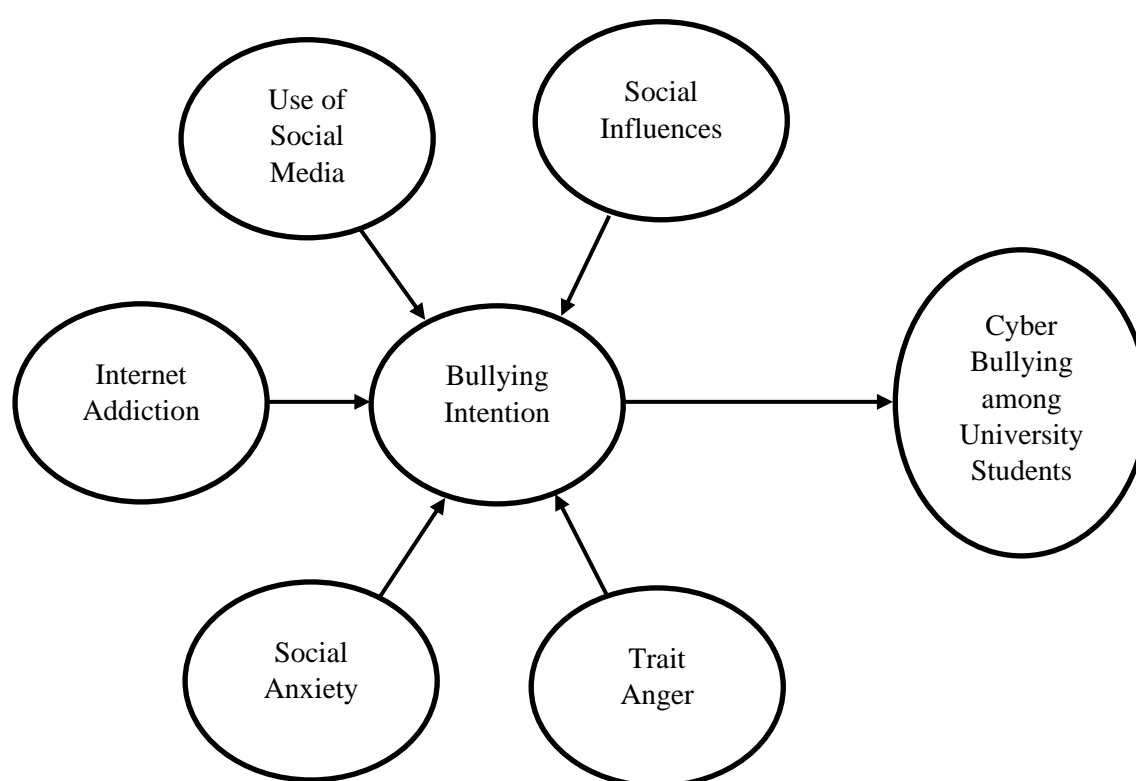 Use of
Social
Media
Social
Influences
Internet
Addiction
Bullying
Intention
Cyber
Bullying
among
University
Students
Social
Anxiety
Trait
Anger